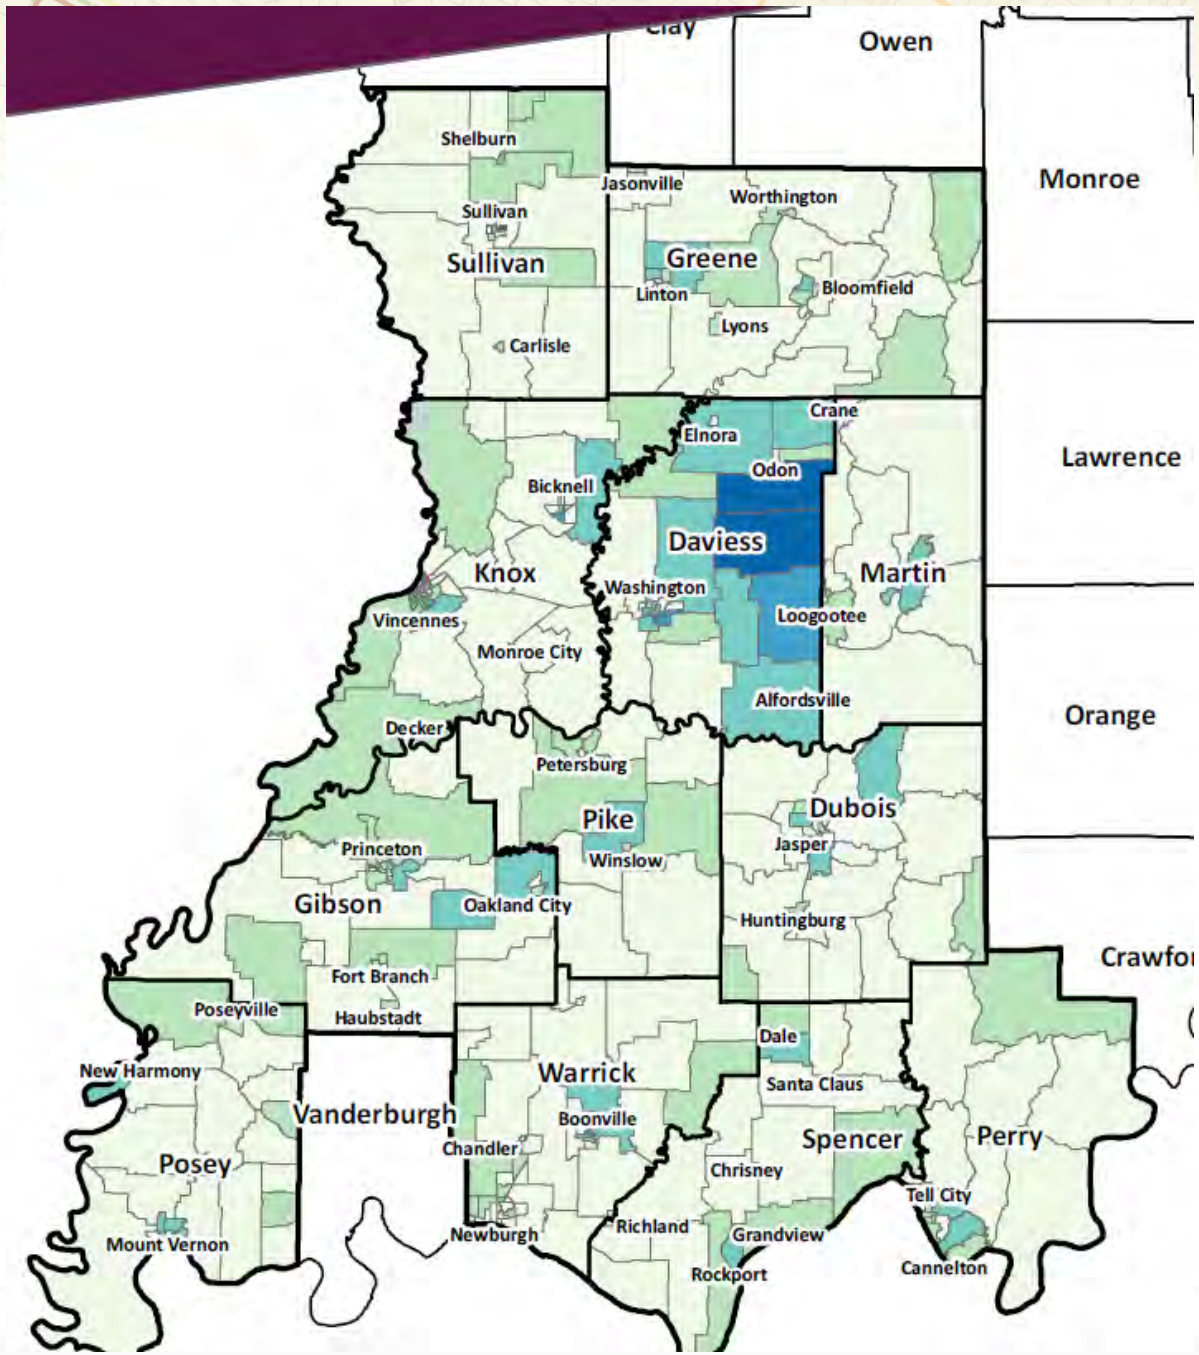 Clay
Owen
Shelburn
Monroe
Jasonville
Worthington
Sullivan
Sullivan
Greene
Linton
Bloomfield
Lyons
Carlisle
Crane
Elnora
Lawrence
Odon
Bicknell
Daviess
Knox
Martin
Washington
Vincennes
Loogootee
Monroe City
Alfordsville
Orange
Decker
Petersburg
Pike
Dubois
Princeton
Jasper
Winslow
Gibson
Oakland City
Huntingburg
Crawfor
Fort Branch
Poseyville
Haubstadt
Dale
New Harmony
Warrick
Santa Claus
Vanderburgh
Boonville
Spencer
Perry
Chandler
Posey
Chrisney
Tell City
Richland
Grandview
Newburgh
Mount Vernon
Cannelton
Rockport